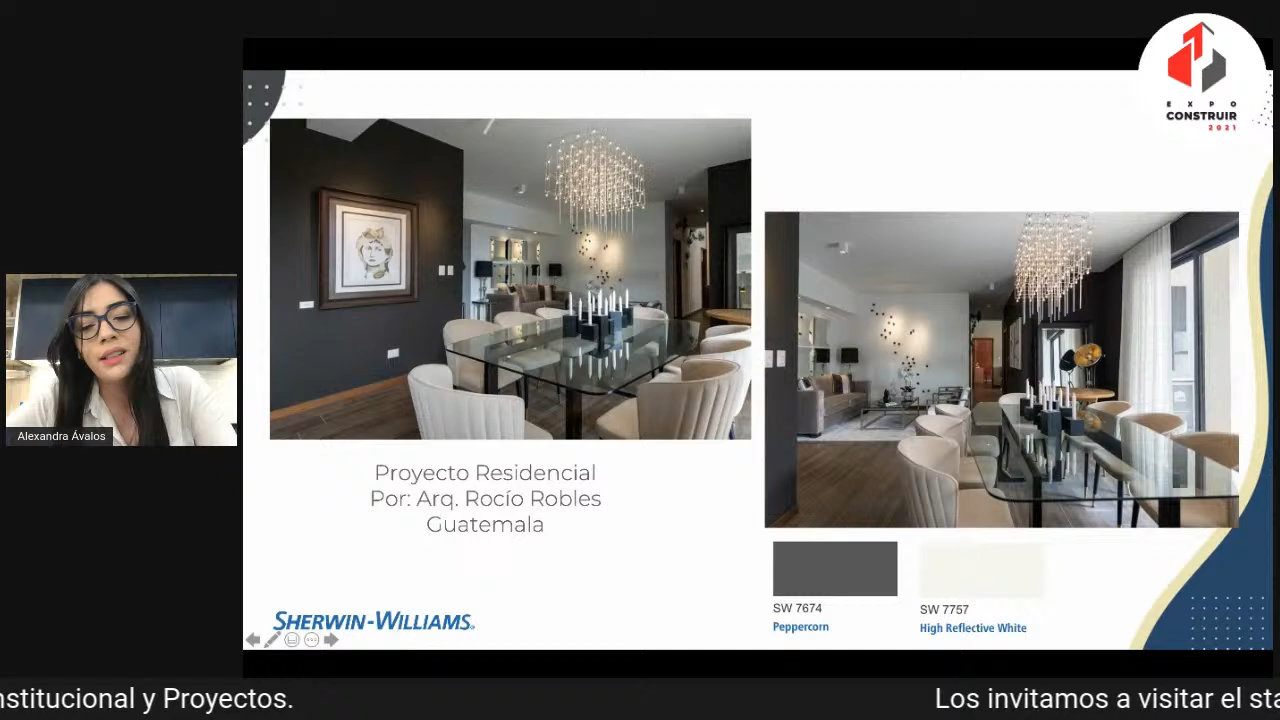 EXPO
CONSTRUIR
2021
Alexandra Ávalos
Proyecto Residencial
Por: Arq. Rocío Robles
Guatemala
SW 7674
Peppercorn
SW 7757
High Reflective White
SHERWIN-WILLIAMS.
nstitucional y Proyectos.
Los invitamos a visitar el sta